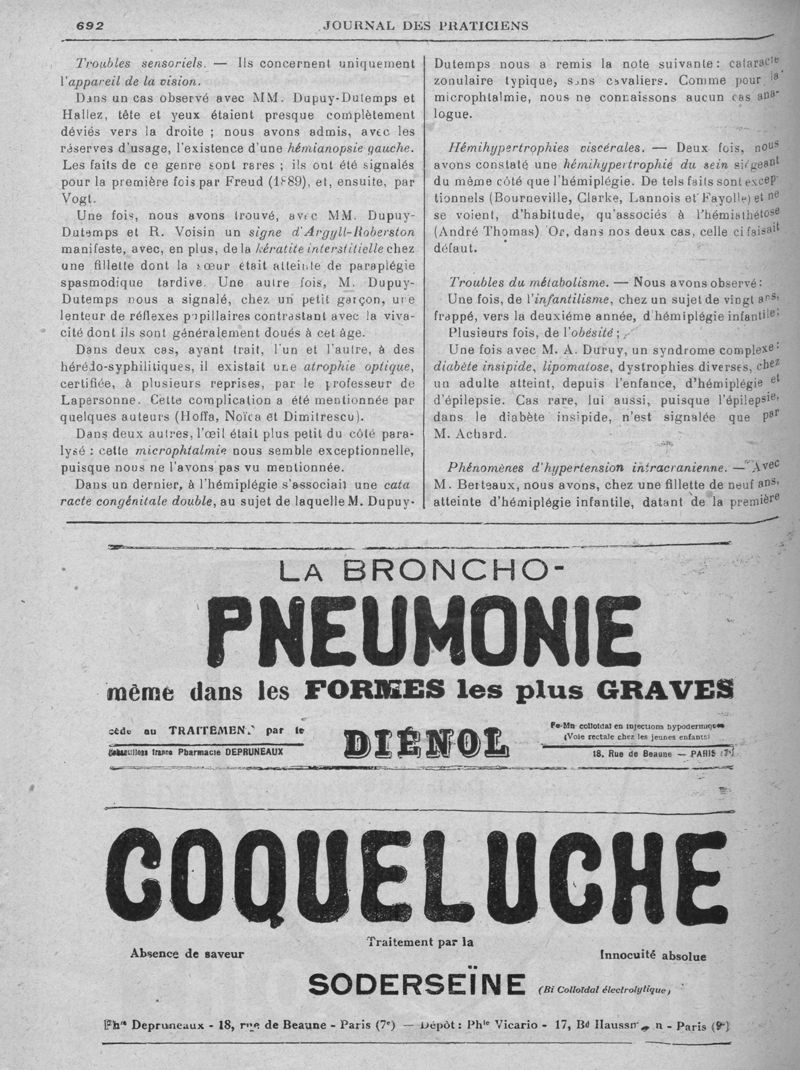 692
JOURNAL DES PRATICIENS
Troubles sensoriels. — Ils concernent uniquement
l'appareil de la vision.
Dans un cas observé avec MM. Dupuy-Dutemps et
Hallez, tête et yeux étaient presque complètement
déviés vers la droite ; nous avons admis, avec les
réserves d'usage, l'existence d'une hémianopsie gauche.
Les faits de ce genre sont rares ; ils ont été signalés
pour la première fois par Freud (1889), et, ensuite, par
Vogt.
Une fois, nous avons trouvé, avec MM. Dupuy-
Dutemps et R. Voisin un signe d'Argyll-Roberston
manifeste, avec, en plus, de la kératite interstitielle chez
une fillette dont la sœur était atteinte de paraplégie
spasmodique tardive. Une autre fois, M. Dupuy-
Dutemps nous a signalé, chez un petit garçon, une
lenteur de réflexes pupillaires contrastant avec la viva-
cité dont ils sont généralement doués à cet âge.
Dans deux cas, ayant trait, l'un et l'autre, à des
hérédo-syphilitiques, il existait une atrophie optique,
certifiée, à plusieurs reprises, par le professeur de
Lapersonne. Cette complication a été mentionnée par
quelques auteurs (Hoffa, Noïca et Dimitrescu).
Dans deux autres, l'œil était plus petit du côté para-
lysé : cette microphtalmie nous semble exceptionnelle,
puisque nous ne l'avons pas vu mentionnée.
Dans un dernier, à l'hémiplégie s'associait une cata
racte congénitale double, au sujet de laquelle M. Dupuy-
Dutemps nous a remis la note suivante : cataracte
zonulaire typique, sans cavaliers. Comme pour la
microphtalmie, nous ne connaissons aucun cas ana-
logue.
Hémihypertrophies viscérales. — Deux fois, nous
avons constaté une hémihypertrophié du sein siégeant
du même côté que l'hémiplégie. De tels faits sont excep
tionnels (Bourneville, Clarke, Lannois et Fayolle) et ne
se voient, d'habitude, qu'associés à l'hémiathétose
(André Thomas) Or, dans nos deux cas, celle ci faisait
défaut.
Troubles du métabolisme. — Nous avons observé :
Une fois, de l'infantilisme, chez un sujet de vingt ans,
frappé, vers la deuxiéme année, d'hémiplégie infantile;
Plusieurs fois, de l'obésité ;
Une fois avec M. A. Duruy, un syndrome complexe :
diabète insipide, lipomatose, dystrophies diverses, chez
un adulte atteint, depuis l'enfance, d'hémiplégie et
d'épilepsie. Cas rare, lui aussi, puisque l'épilepsie,
dans le diabète insipide, n'est signalée que par
M. Achard.
Phénomènes d'hypertension intracranienne. — Avec
M. Berteaux, nous avons, chez une fillette de neuf ans,
atteinte d'hémiplégie infantile, datant de la première
LA BRONCHO-
PNEUMONIE
même dans les FORMES les plus GRAVES
cède au TRAITEMENT par le
Echantillons franco Pharmacie DEPRUNEAUX
DIÉNOL
Fe-Mn colloïdal en injections hypodermiques
(Voie rectale chez les jeunes enfants)
18, Rue de Beaune — PARIS (7e)
COQUELUCHE
Traitement par la
Absence de saveur
Innocuité absolue
SODERSEÏNE (Bi Colloïdal électrolytique)
Phie Depruneaux - 18, rue de Beaune - Paris (7e) — Dépôt : Phie Vicario - 17, Bd Haussmann - Paris (9e)